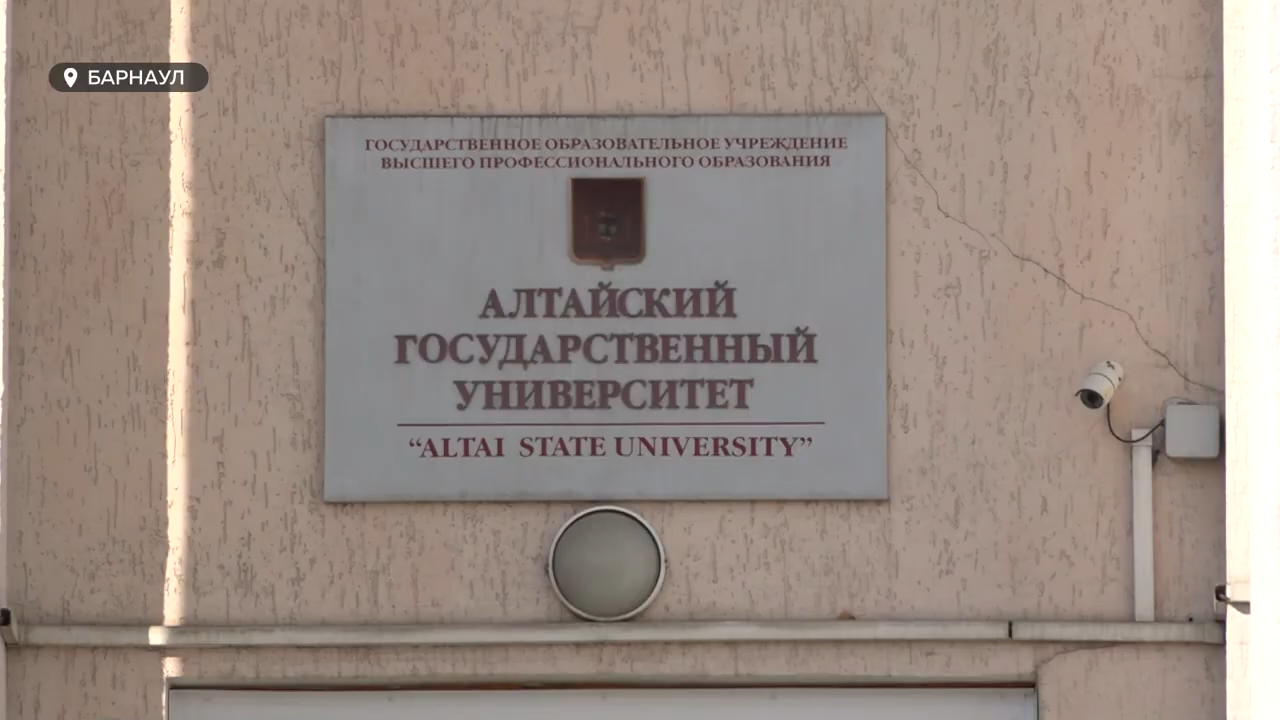 БАРНАУЛ
ГОСУДАРСТВЕННОЕ ОБРАЗОВАТЕЛЬНОЕ УЧРЕЖДЕНИЕ
ВЫСШЕГО ПРОФЕССИОНАЛЬНОГО ОБРАЗОВАНИЯ
АЛТАЙСКИЙ
ГОСУДАРСТВЕННЫЙ
УНИВЕРСИТЕТ
“ALTAI STATE UNIVERSITY”